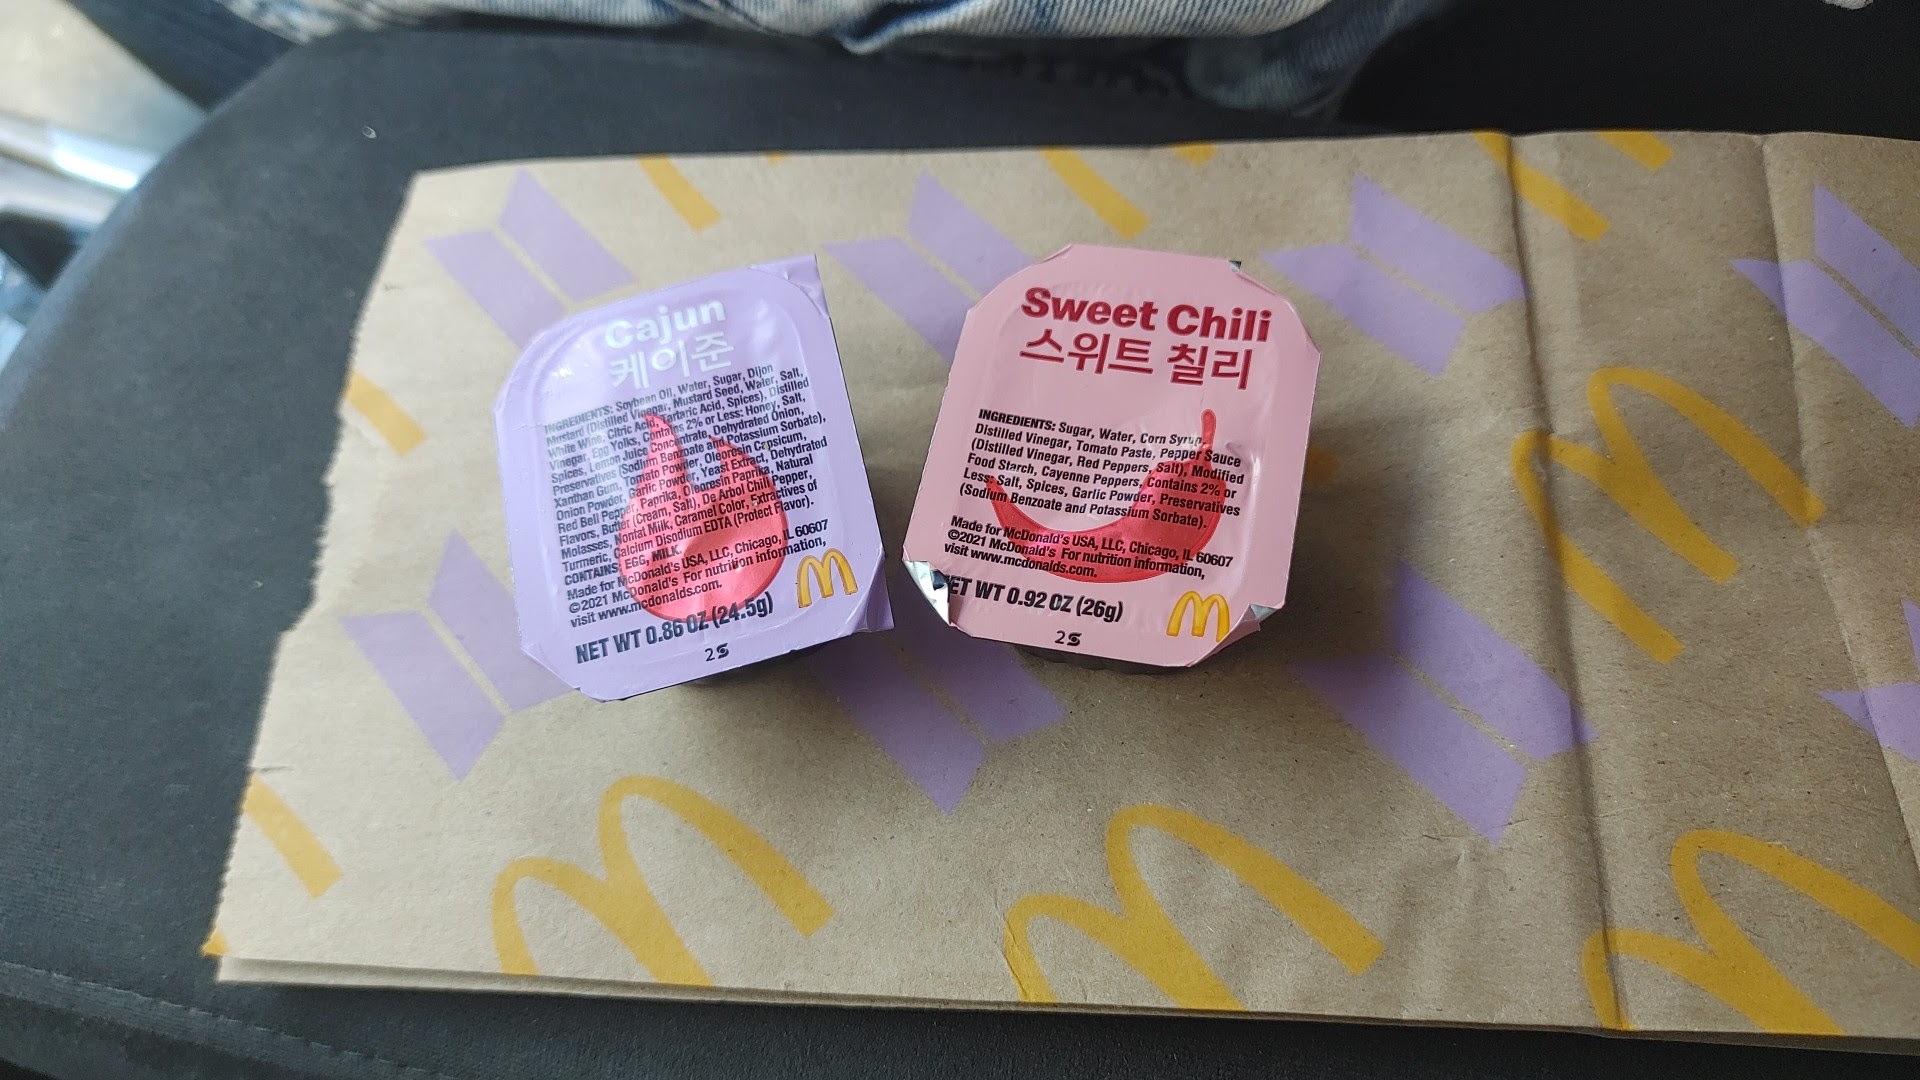 Cajun
케이준
INGREDIENTS: Soybean Oil, Water, Sugar, Dijon
Mustard (Distilled Vinegar, Mustard Seed, Water, Salt,
White Wine, Citric Acid, Tartaric Acid, Spices), Distilled
Vinegar, Egg Yolks, Contains 2% or Less: Honey, Salt,
Spices, Lemon Juice Concentrate, Dehydrated Onion,
Preservatives (Sodium Benzoate and Potassium Sorbate),
Xanthan Gum, Tomato Powder, Oleoresin Capsicum,
Onion Powder, Garlic Powder, Yeast Extract, Dehydrated
Red Bell Pepper, Paprika, Oleoresin Paprika, Natural
Flavors, Butter (Cream, Salt), De Arbol Chili Pepper,
Molasses, Nonfat Milk, Caramel Color, Extractives of
Turmeric, Calcium Disodium EDTA (Protect Flavor).
CONTAINS: EGG, MILK.
Made for McDonald's USA, LLC, Chicago, IL 60607
©2021 McDonald's For nutrition information,
visit www.mcdonalds.com.
NET WT 0.86 OZ (24.5g)
2S
Sweet Chili
스위트 칠리
INGREDIENTS: Sugar, Water, Corn Syrup,
Distilled Vinegar, Tomato Paste, Pepper Sauce
(Distilled Vinegar, Red Peppers, Salt), Modified
Food Starch, Cayenne Peppers, Contains 2% or
Less: Salt, Spices, Garlic Powder, Preservatives
(Sodium Benzoate and Potassium Sorbate).
Made for McDonald's USA, LLC, Chicago, IL 60607
©2021 McDonald's For nutrition information,
visit www.mcdonalds.com.
ET WT 0.92 OZ (26g)
2S